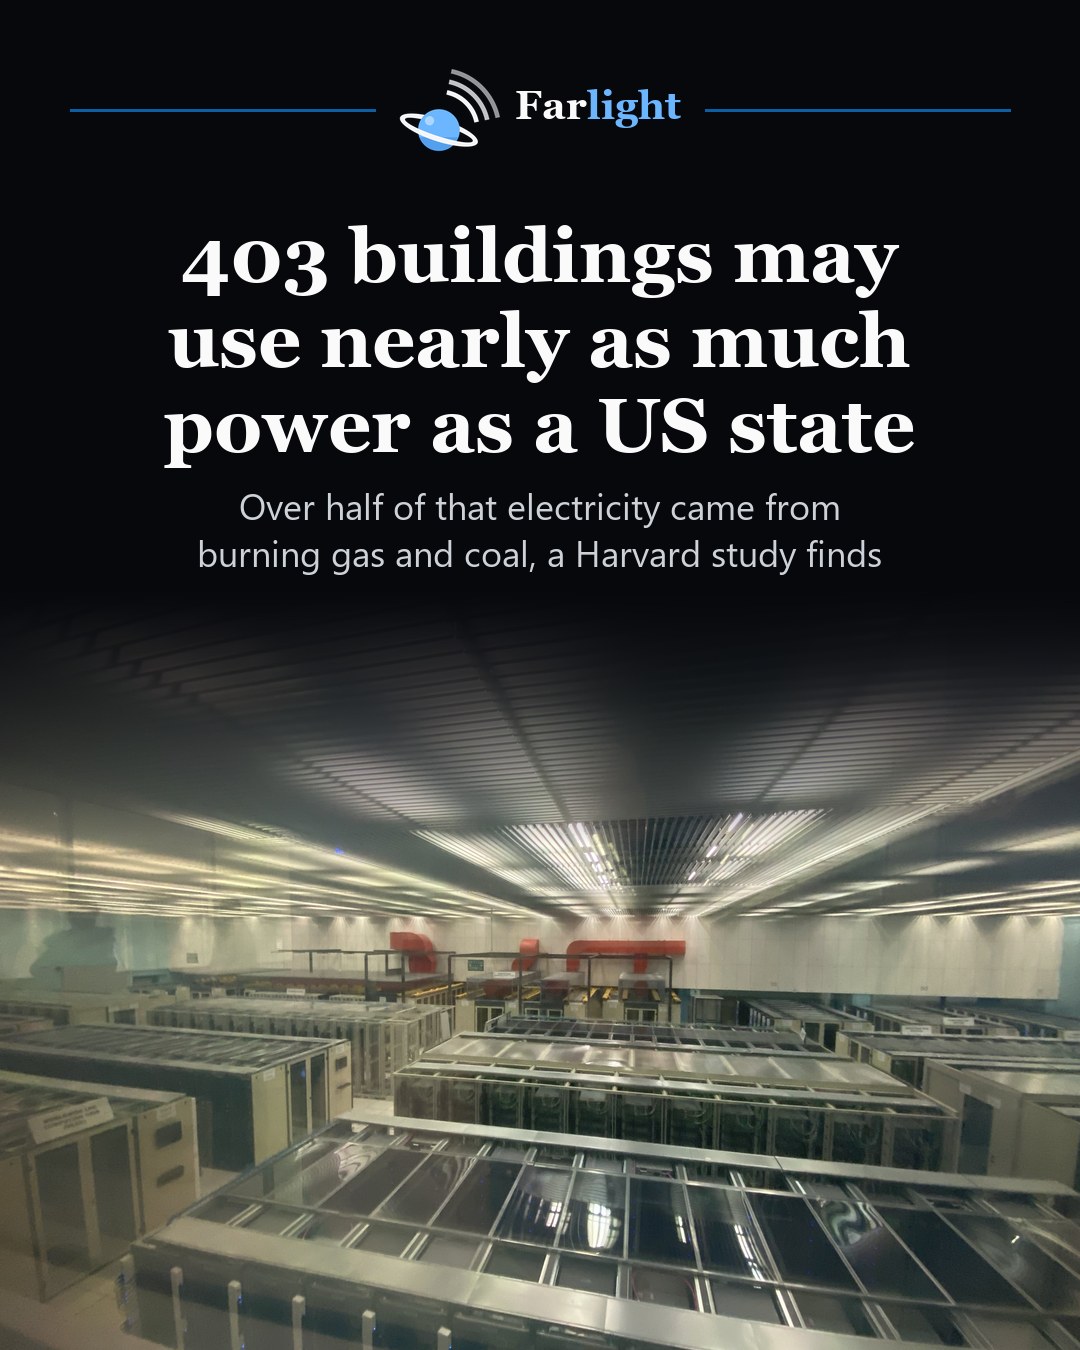 Farlight
403 buildings may
use nearly as much
power as a US state
Over half of that electricity came from
burning gas and coal, a Harvard study finds